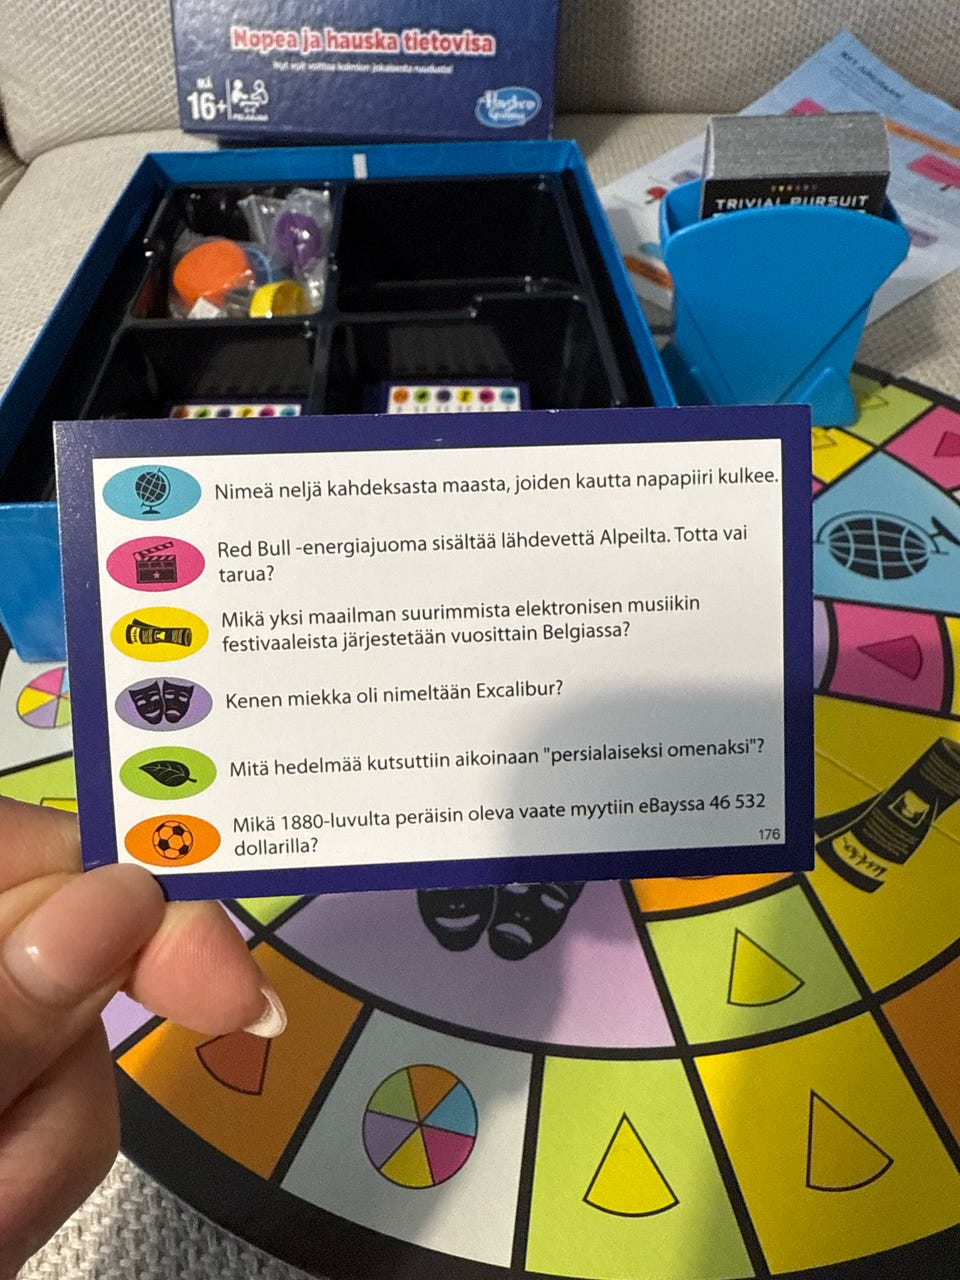 Nopea ja hauska tietovisa
16+
Hasbro
Gaming
TRIVIAL PURSUIT
Nimeä neljä kahdeksasta maasta, joiden kautta napapiiri kulkee.
Red Bull -energiajuoma sisältää lähdevettä Alpeilta. Totta vai
tarua?
Mikä yksi maailman suurimmista elektronisen musiikin
festivaaleista järjestetään vuosittain Belgiassa?
Kenen miekka oli nimeltään Excalibur?
Mitä hedelmää kutsuttiin aikoinaan "persialaiseksi omenaksi"?
Mikä 1880-luvulta peräisin oleva vaate myytiin eBayssa 46 532
dollarilla?
176